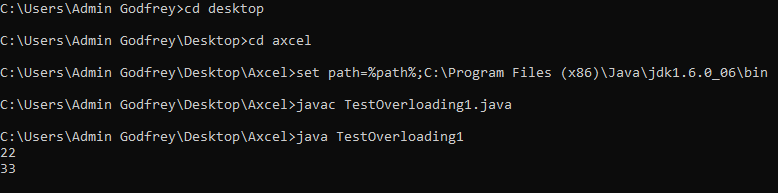 C:\Users\Admin Godfrey>cd desktop
C:\Users\Admin Godfrey\Desktop>cd axcel
C:\Users\Admin Godfrey\Desktop\Axcel>set path=%path%;C:\Program Files (x86)\Java\jdk1.6.0_06\bin
C:\Users\Admin Godfrey\Desktop\Axcel>javac TestOverloading1.java
C:\Users\Admin Godfrey\Desktop\Axcel>java TestOverloading1
22
33